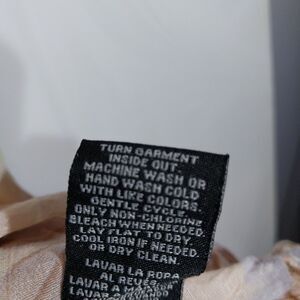 TURN GARMENT
INSIDE OUT.
MACHINE WASH OR
HAND WASH COLD
WITH LIKE COLORS
GENTLE CYCLE.
ONLY NON-CHLORINE
BLEACH WHEN NEEDED.
LAY FLAT TO DRY.
COOL IRON IF NEEDED.
OR DRY CLEAN.
LAVAR LA ROPA
AL REVES.
LAVAR A